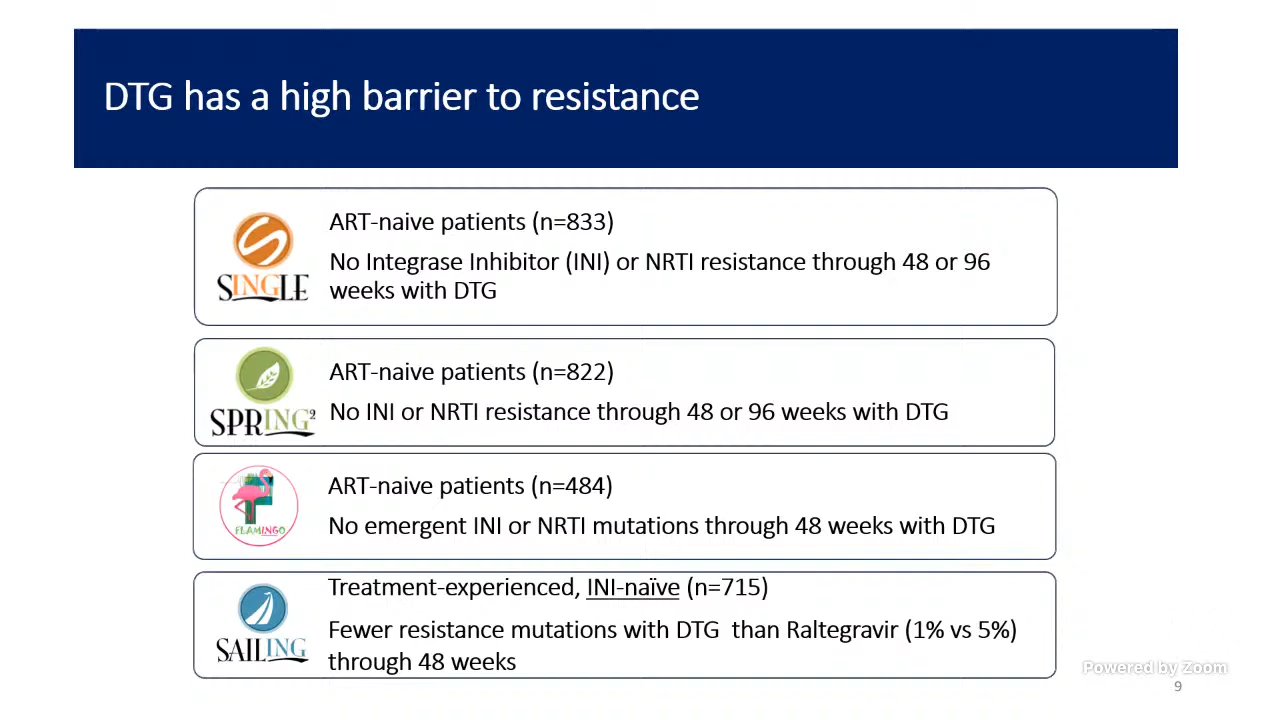 DTG has a high barrier to resistance
SINGLE
ART-naive patients (n=833)
No Integrase Inhibitor (INI) or NRTI resistance through 48 or 96
weeks with DTG
SPRING²
ART-naive patients (n=822)
No INI or NRTI resistance through 48 or 96 weeks with DTG
FLAMINGO
ART-naive patients (n=484)
No emergent INI or NRTI mutations through 48 weeks with DTG
SAILING
Treatment-experienced, INI-naïve (n=715)
Fewer resistance mutations with DTG than Raltegravir (1% vs 5%)
through 48 weeks
Powered by Zoom
9